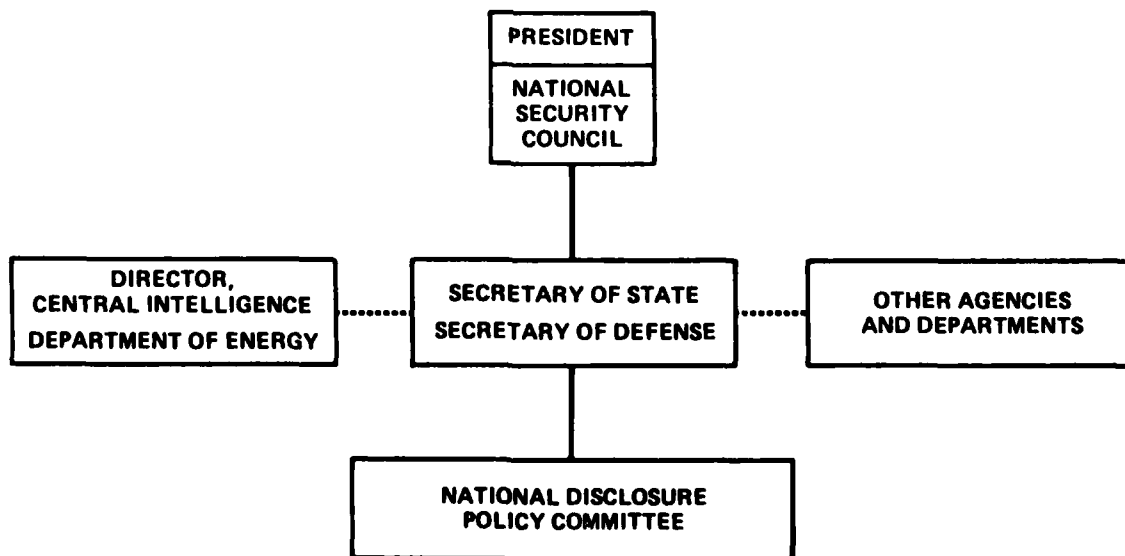 PRESIDENT
NATIONAL
SECURITY
COUNCIL
DIRECTOR,
CENTRAL INTELLIGENCE
DEPARTMENT OF ENERGY
SECRETARY OF STATE
SECRETARY OF DEFENSE
OTHER AGENCIES
AND DEPARTMENTS
NATIONAL DISCLOSURE
POLICY COMMITTEE